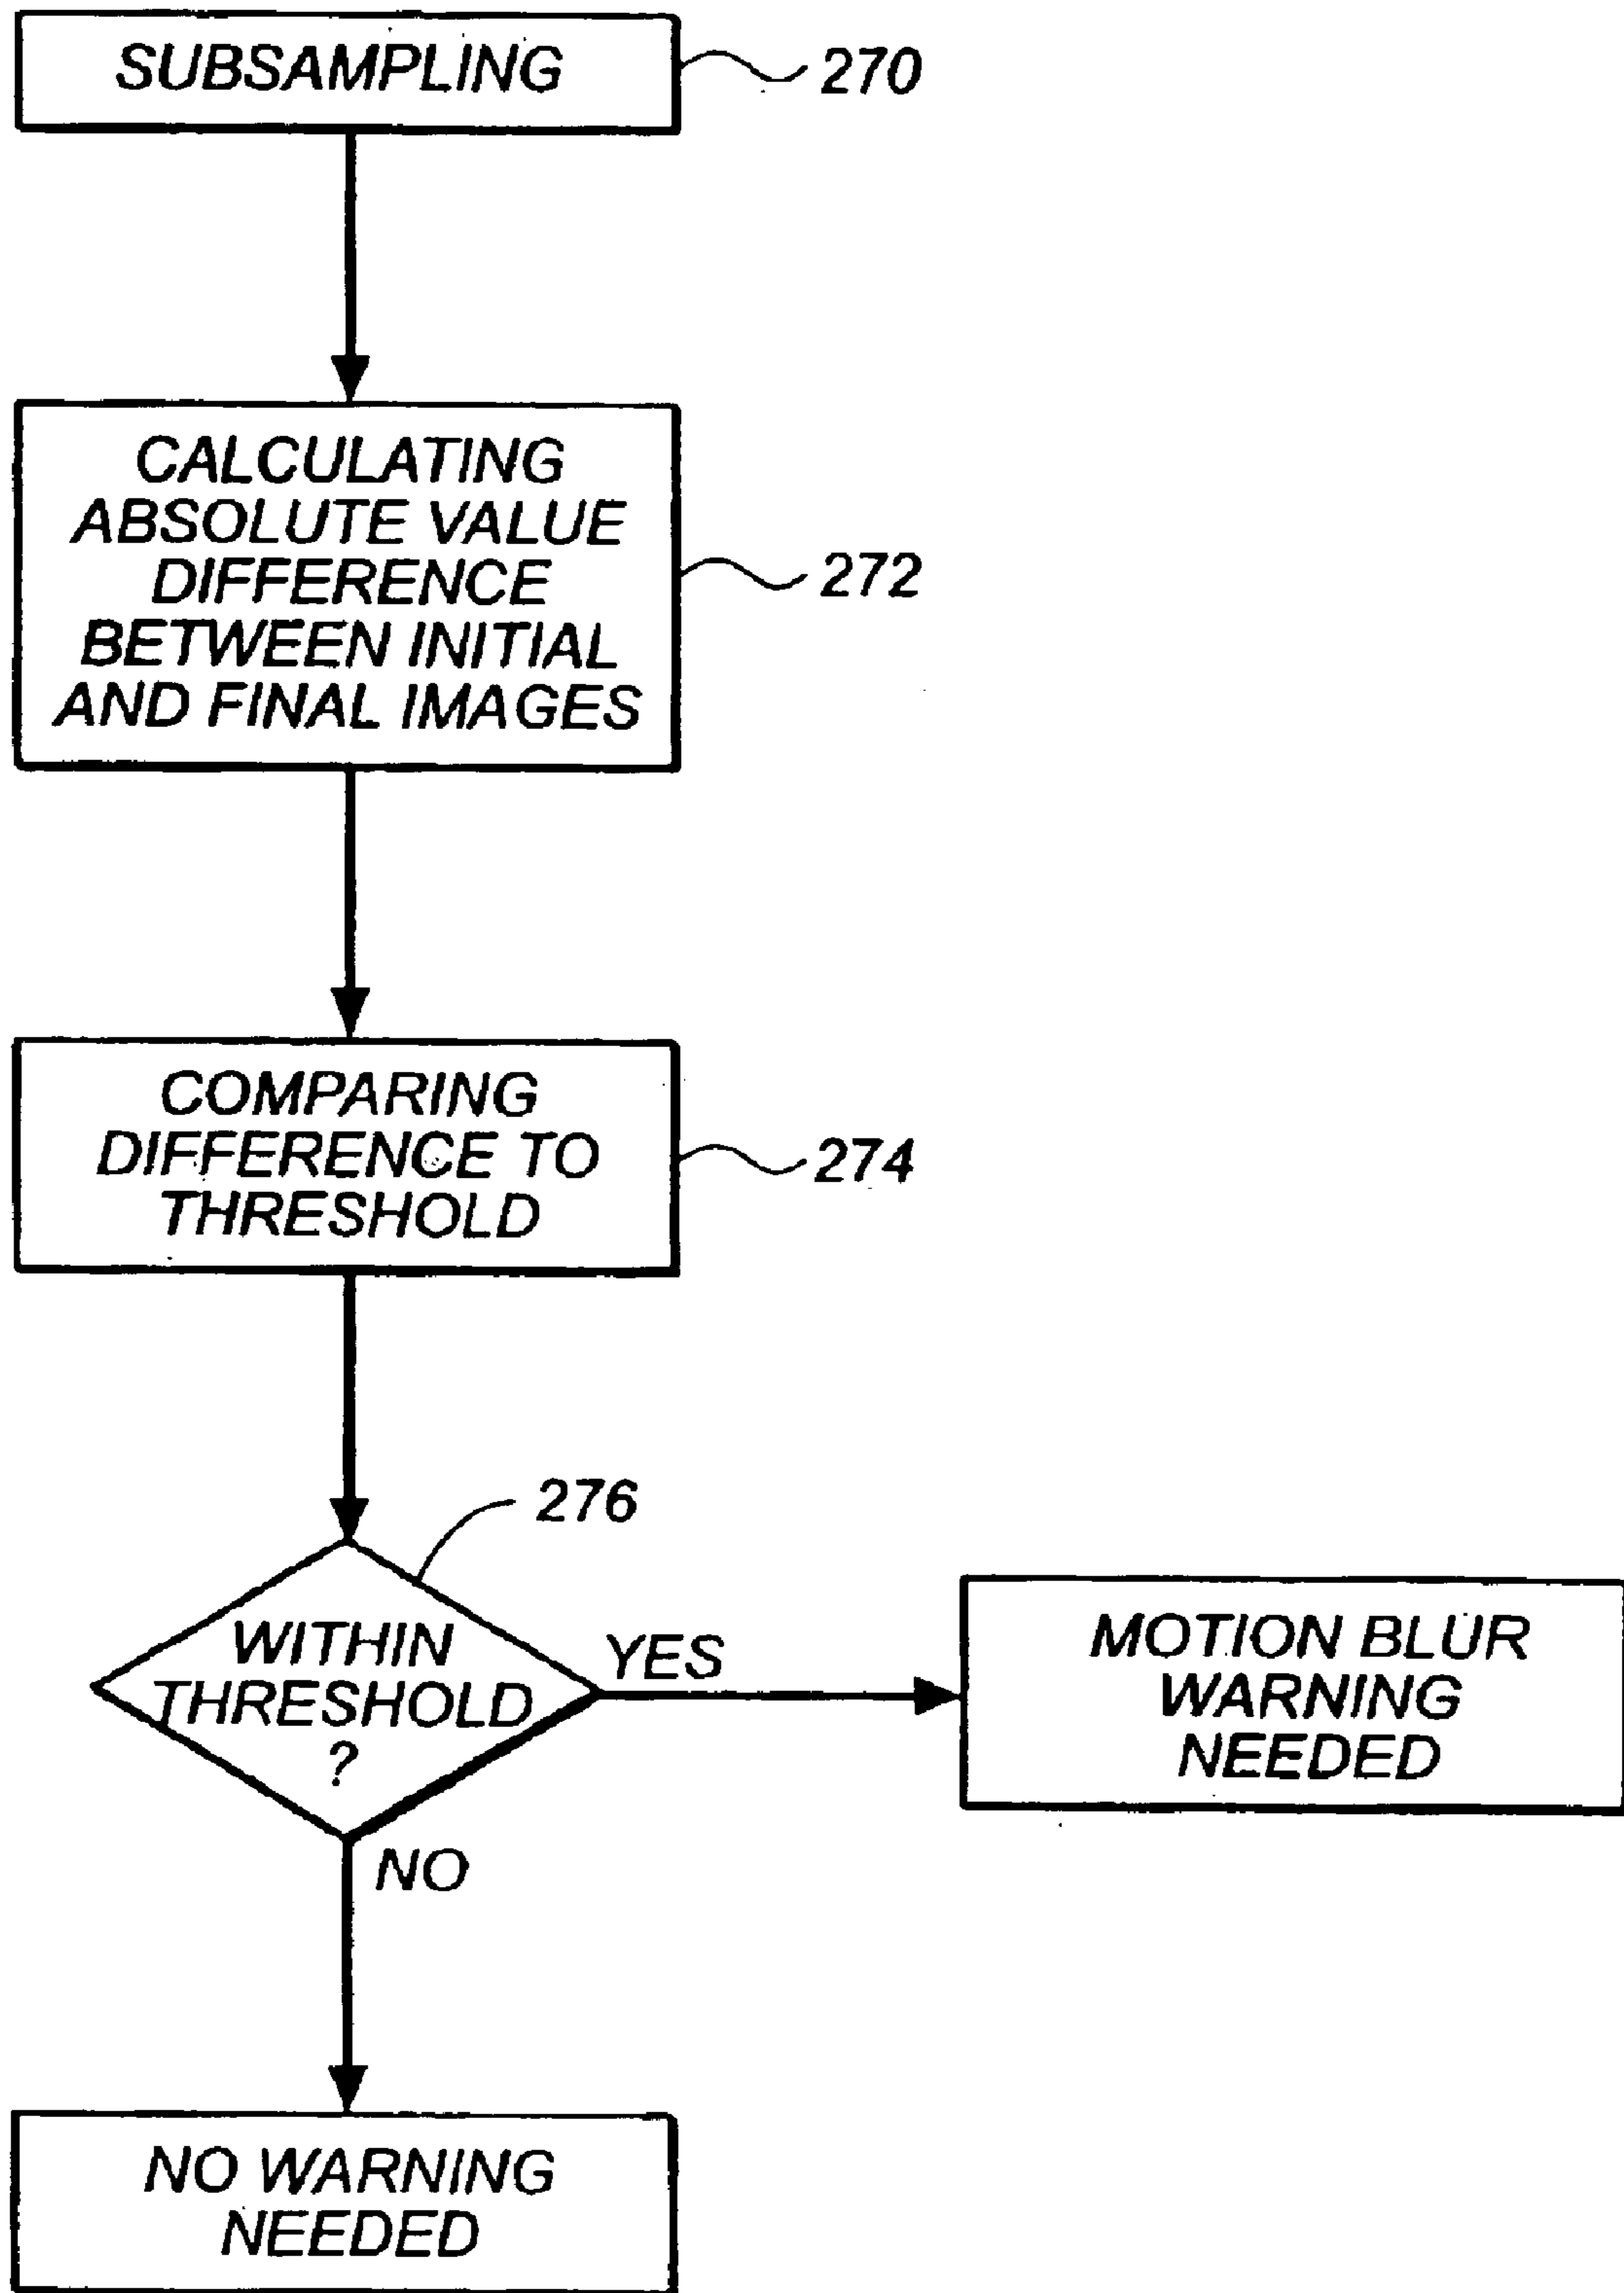 SUBSAMPLING
270
CALCULATING
ABSOLUTE VALUE
DIFFERENCE
BETWEEN INITIAL
AND FINAL IMAGES
272
COMPARING
DIFFERENCE TO
THRESHOLD
274
276
WITHIN
THRESHOLD
?
YES
MOTION BLUR
WARNING
NEEDED
NO
NO WARNING
NEEDED